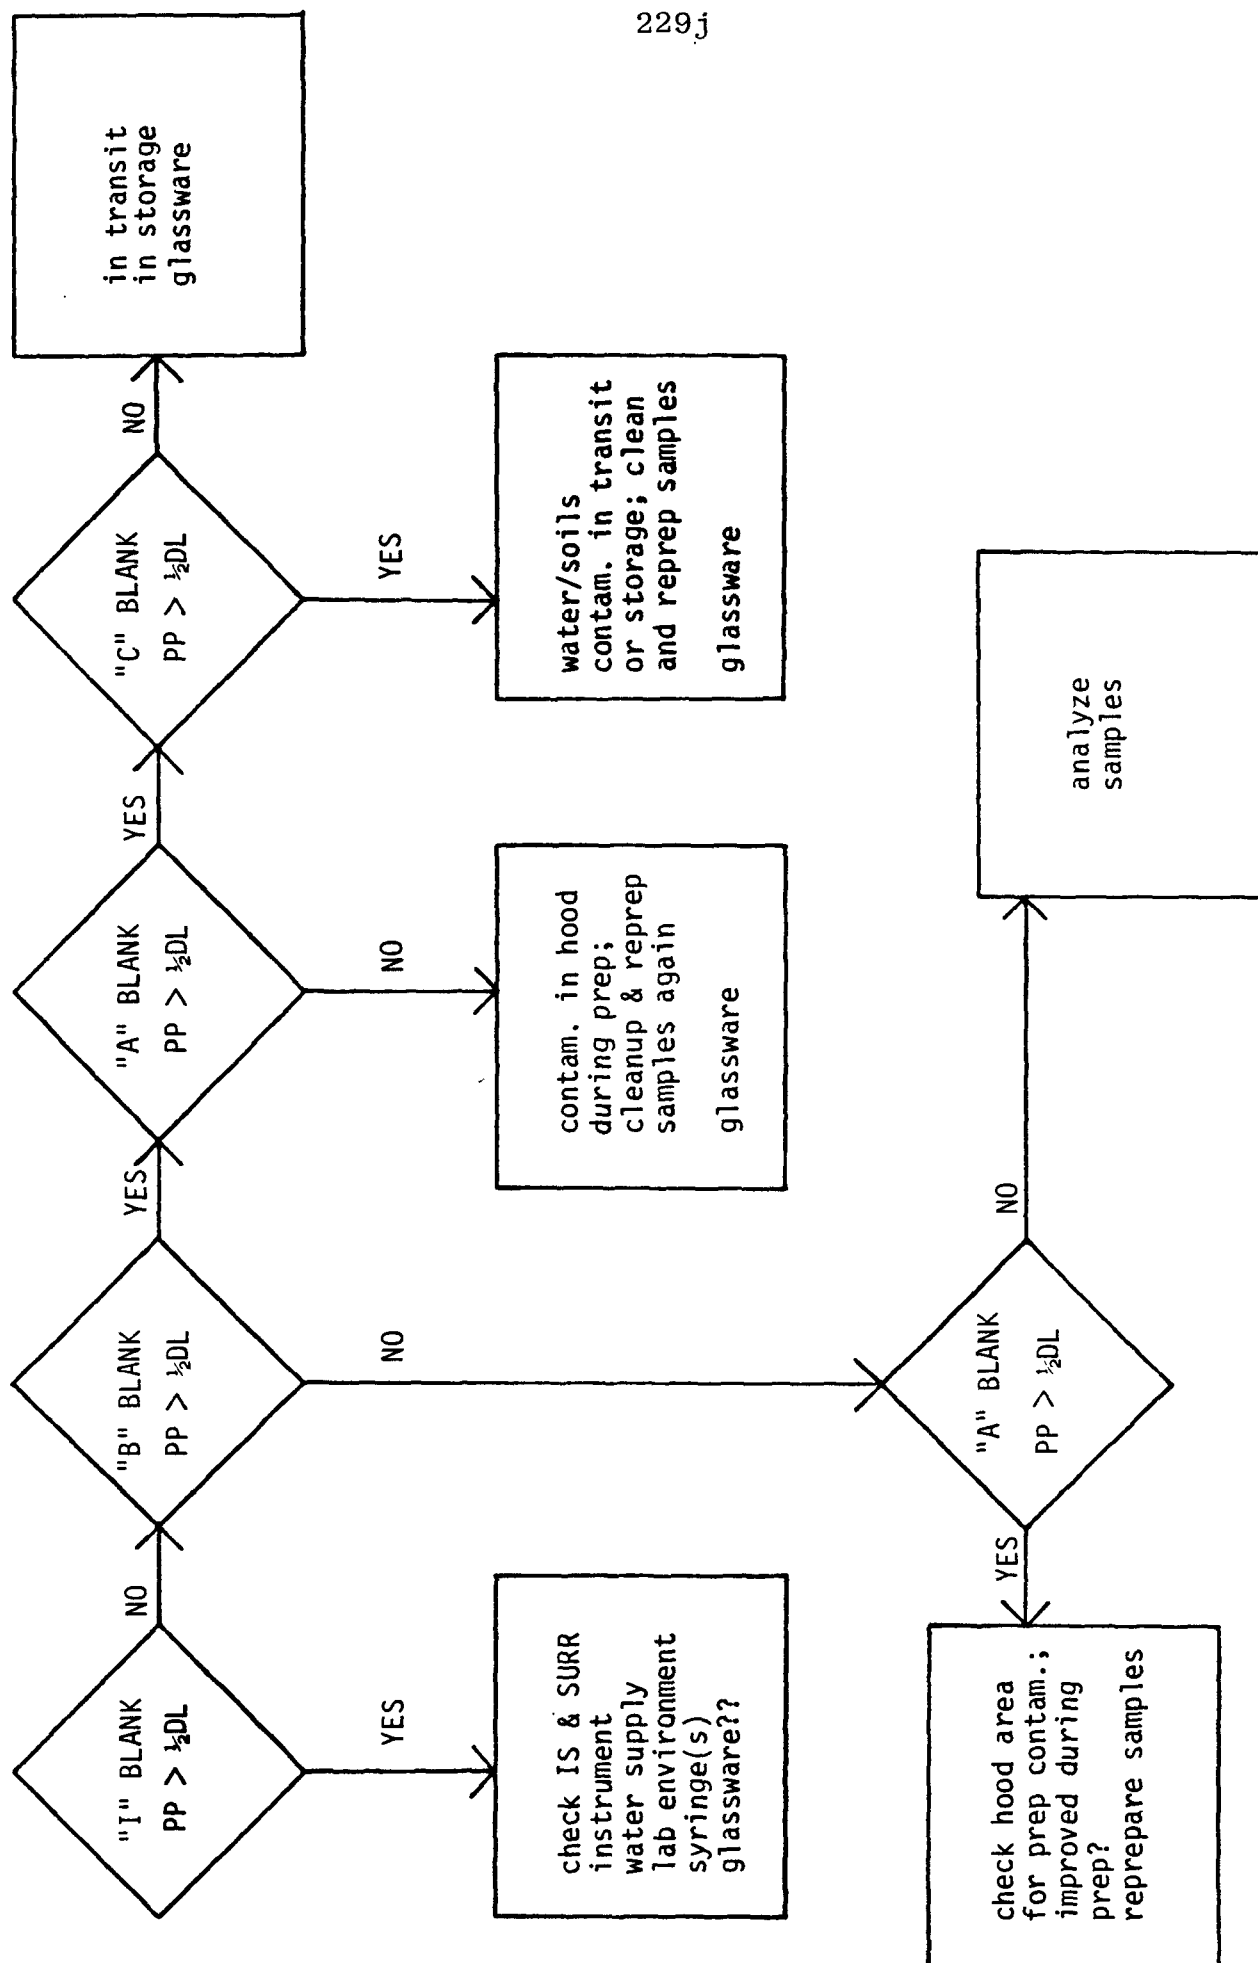 229j
"I" BLANK
PP > ½DL
NO
YES
check IS & SURR
instrument
water supply
lab environment
syringe(s)
glassware??
"B" BLANK
PP > ½DL
YES
NO
"A" BLANK
PP > ½DL
YES
NO
contam. in hood
during prep;
cleanup & reprep
samples again
glassware
"C" BLANK
PP > ½DL
NO
YES
water/soils
contam. in transit
or storage; clean
and reprep samples
glassware
in transit
in storage
glassware
"A" BLANK
PP > ½DL
YES
NO
check hood area
for prep contam.;
improved during
prep?
reprepare samples
analyze
samples